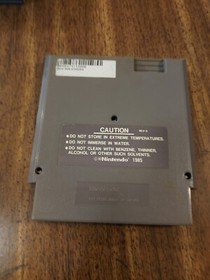 CAUTION
•DO NOT STORE IN EXTREME TEMPERATURES.
•DO NOT IMMERSE IN WATER.
•DO NOT CLEAN WITH BENZENE, THINNER,
ALCOHOL OR OTHER SUCH SOLVENTS.
©Nintendo® 1985